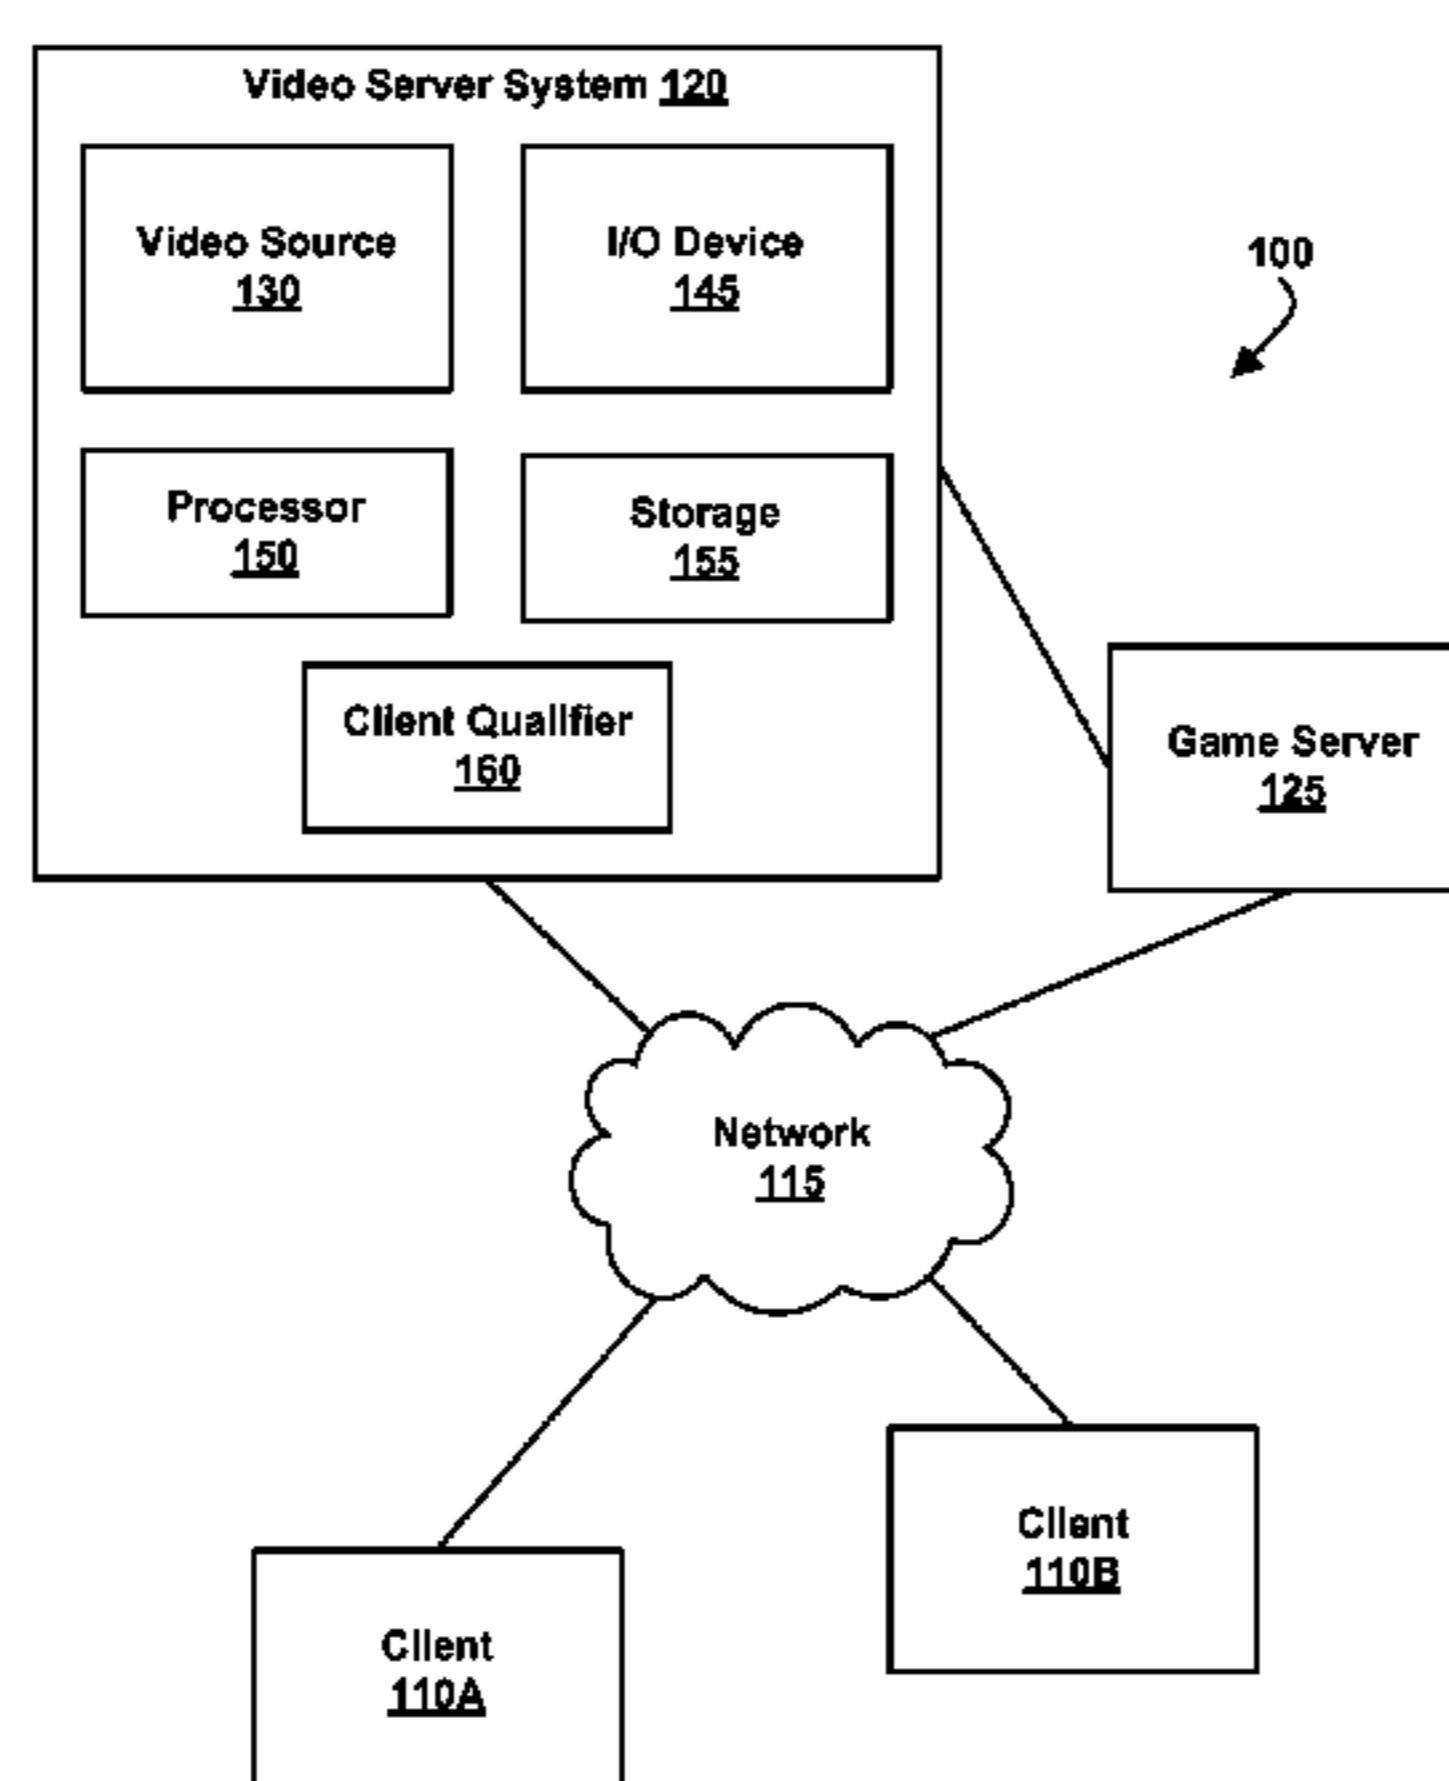 Video Server System 120
Video Source
130
I/O Device
145
100
Processor
150
Storage
155
Client Qualifier
160
Game Server
125
Network
115
Client
110B
Client
110A